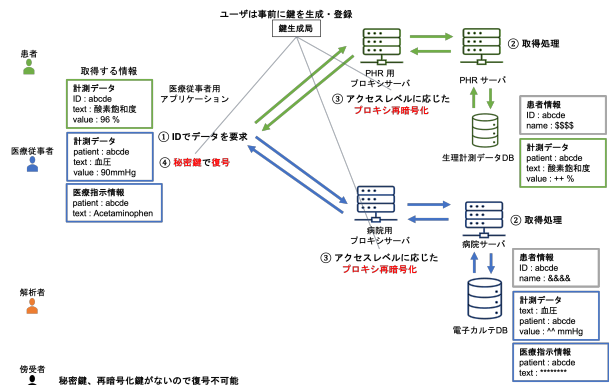 ユーザは事前に鍵を生成・登録
鍵生成局
患者
取得する情報
計測データ
ID : abcde
text : 酸素飽和度
value : 96 %
医療従事者用
アプリケーション
PHR 用
プロキシサーバ
② 取得処理
PHR サーバ
③ アクセスレベルに応じた
プロキシ再暗号化
患者情報
ID : abcde
name : $$$$
医療従事者
計測データ
patient : abcde
text : 血圧
value : 90mmHg
① IDでデータを要求
④ 秘密鍵で復号
生理計測データDB
計測データ
patient : abcde
text : 酸素飽和度
value : ++ %
医療指示情報
patient : abcde
text : Acetaminophen
病院用
プロキシサーバ
② 取得処理
病院サーバ
③ アクセスレベルに応じた
プロキシ再暗号化
患者情報
ID : abcde
name : &&&&
解析者
計測データ
text : 血圧
patient : abcde
value : ^^ mmHg
電子カルテDB
医療指示情報
patient : abcde
text : ********
傍受者
秘密鍵、再暗号化鍵がないので復号不可能